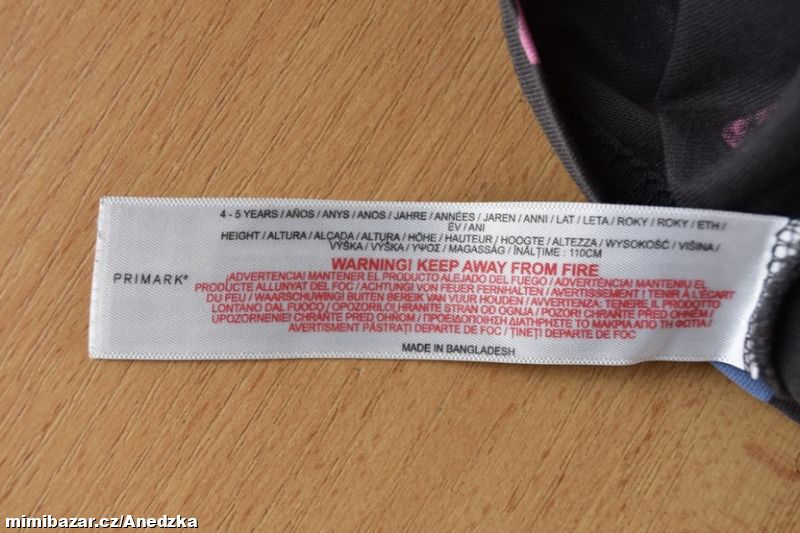 4 - 5 YEARS / AÑOS / ANYS / ANOS / JAHRE / ANNÉES / JAREN / ANNI / LAT / LETA / ROKY / ROKY / ETH /
ÉV / ANI
HEIGHT / ALTURA / ALÇADA / ALTURA / HÖHE / HAUTEUR / HOOGTE / ALTEZZA / WYSOKOŚĆ / VIŠINA /
VÝŠKA / VÝŠKA / ΥΨΟΣ / MAGASSÁG / ÎNĂLŢIME : 110CM
WARNING! KEEP AWAY FROM FIRE
¡ADVERTENCIA! MANTENER EL PRODUCTO ALEJADO DEL FUEGO / ADVERTÈNCIA! MANTENIU EL
PRODUCTE ALLUNYAT DEL FOC / ACHTUNG! VON FEUER FERNHALTEN / AVERTISSEMENT ! TENIR À L'ÉCART
DU FEU / WAARSCHUWING! BUITEN BEREIK VAN VUUR HOUDEN / AVVERTENZA: TENERE IL PRODOTTO
LONTANO DAL FUOCO / OPOZORILO! HRANITE STRAN OD OGNJA / POZOR! CHRAŇTE PŘED OHNĚM /
UPOZORNENIE! CHRÁŇTE PRED OHŇOM / ΠΡΟΕΙΔΟΠΟΙΗΣΗ ΔΙΑΤΗΡΗΣΤΕ ΤΟ ΜΑΚΡΙΑ ΑΠΟ ΤΗ ΦΩΤΙΑ /
AVERTISMENT PĂSTRAŢI DEPARTE DE FOC / ŢINEŢI DEPARTE DE FOC
PRIMARK®
MADE IN BANGLADESH
mimibazar.cz/Anedzka